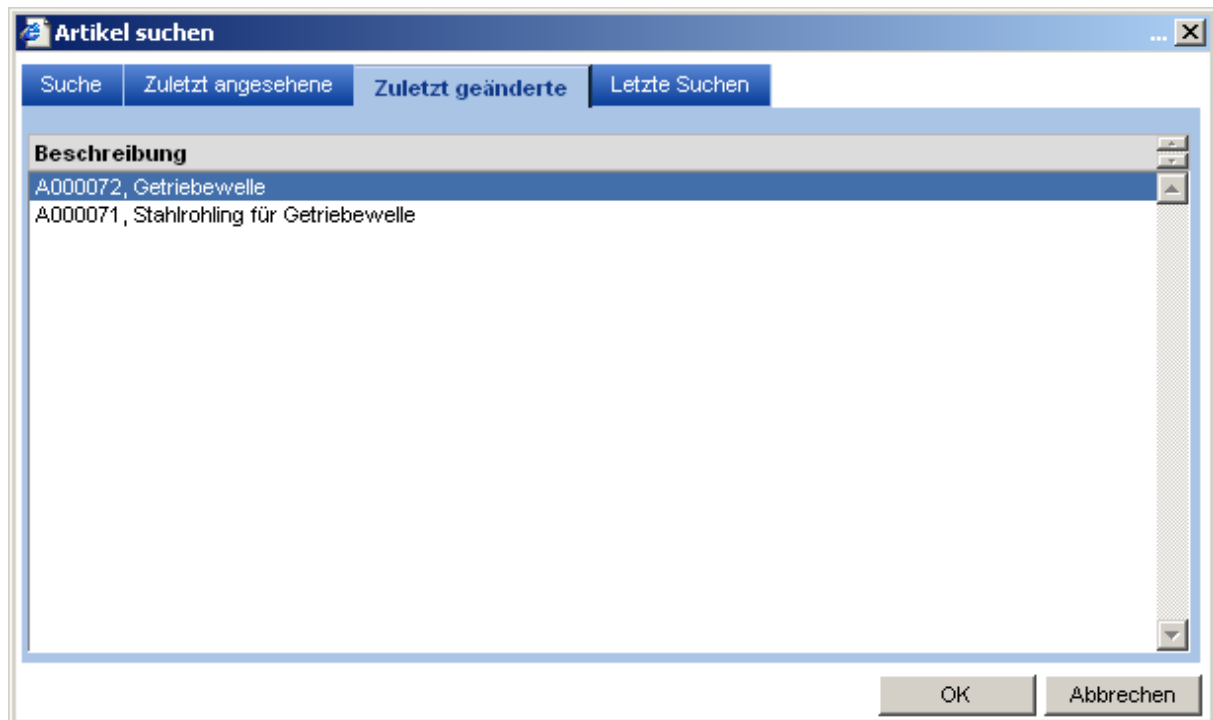 Artikel suchen ...
Suche Zuletzt angesehene Zuletzt geänderte Letzte Suchen
Beschreibung
A000072, Getriebewelle
A000071, Stahlrohling für Getriebewelle
OK Abbrechen